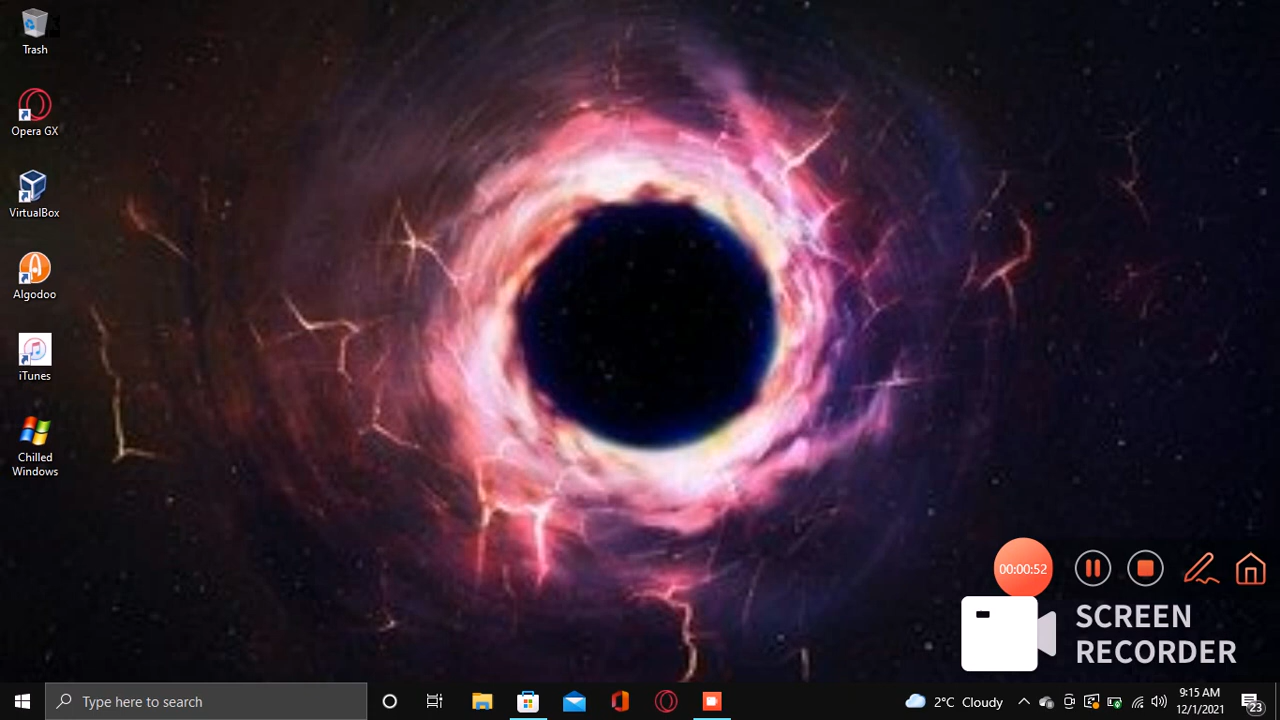 Trash
Opera GX
VirtualBox
Algodoo
iTunes
Chilled
Windows
00:00:52
SCREEN
RECORDER
Type here to search
2°C Cloudy
9:15 AM
12/1/2021
23